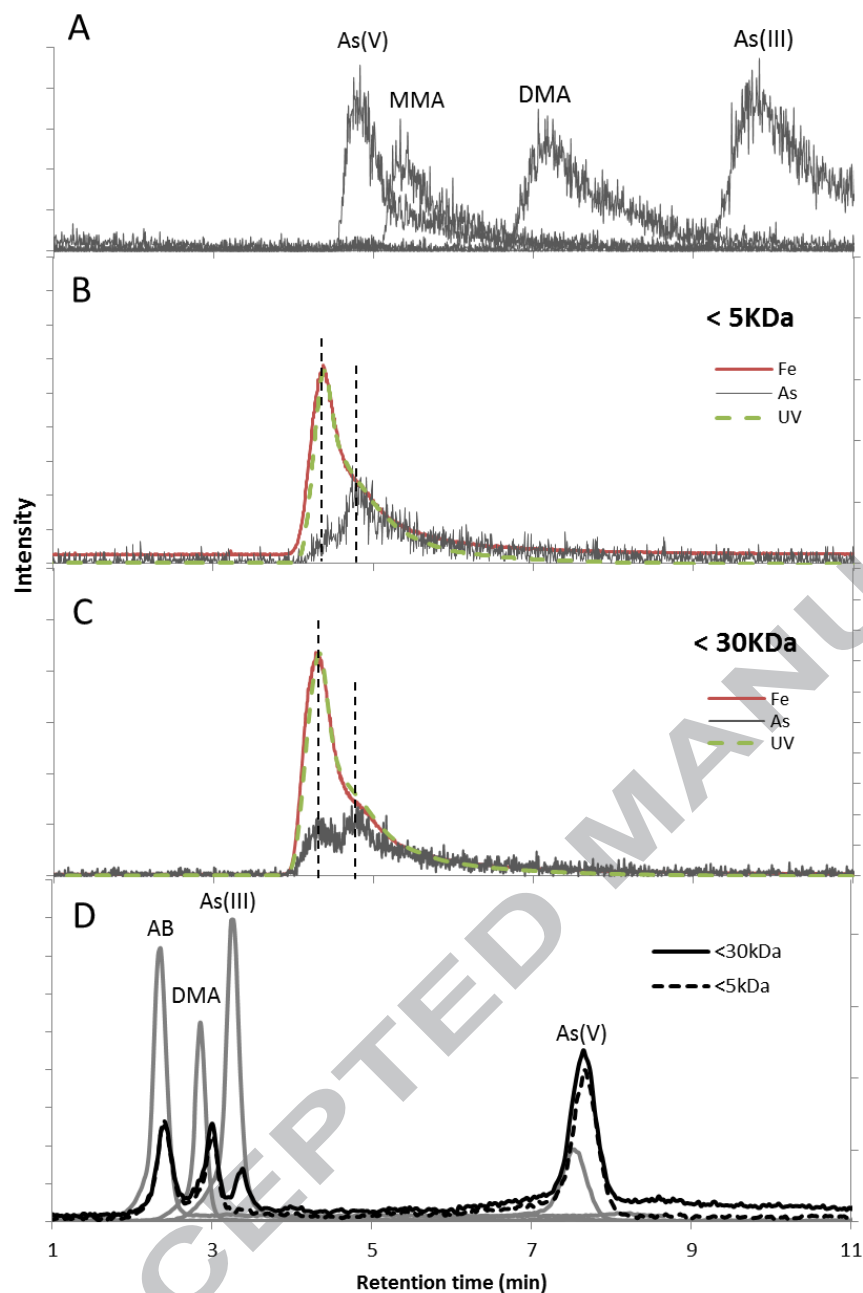 A
As(V)
MMA
DMA
As(III)
B
< 5KDa
Fe
As
UV
Intensity
C
< 30KDa
Fe
As
UV
D
AB
DMA
As(III)
<30kDa
<5kDa
As(V)
1 3 5 7 9 11
Retention time (min)
CEPTED MANU